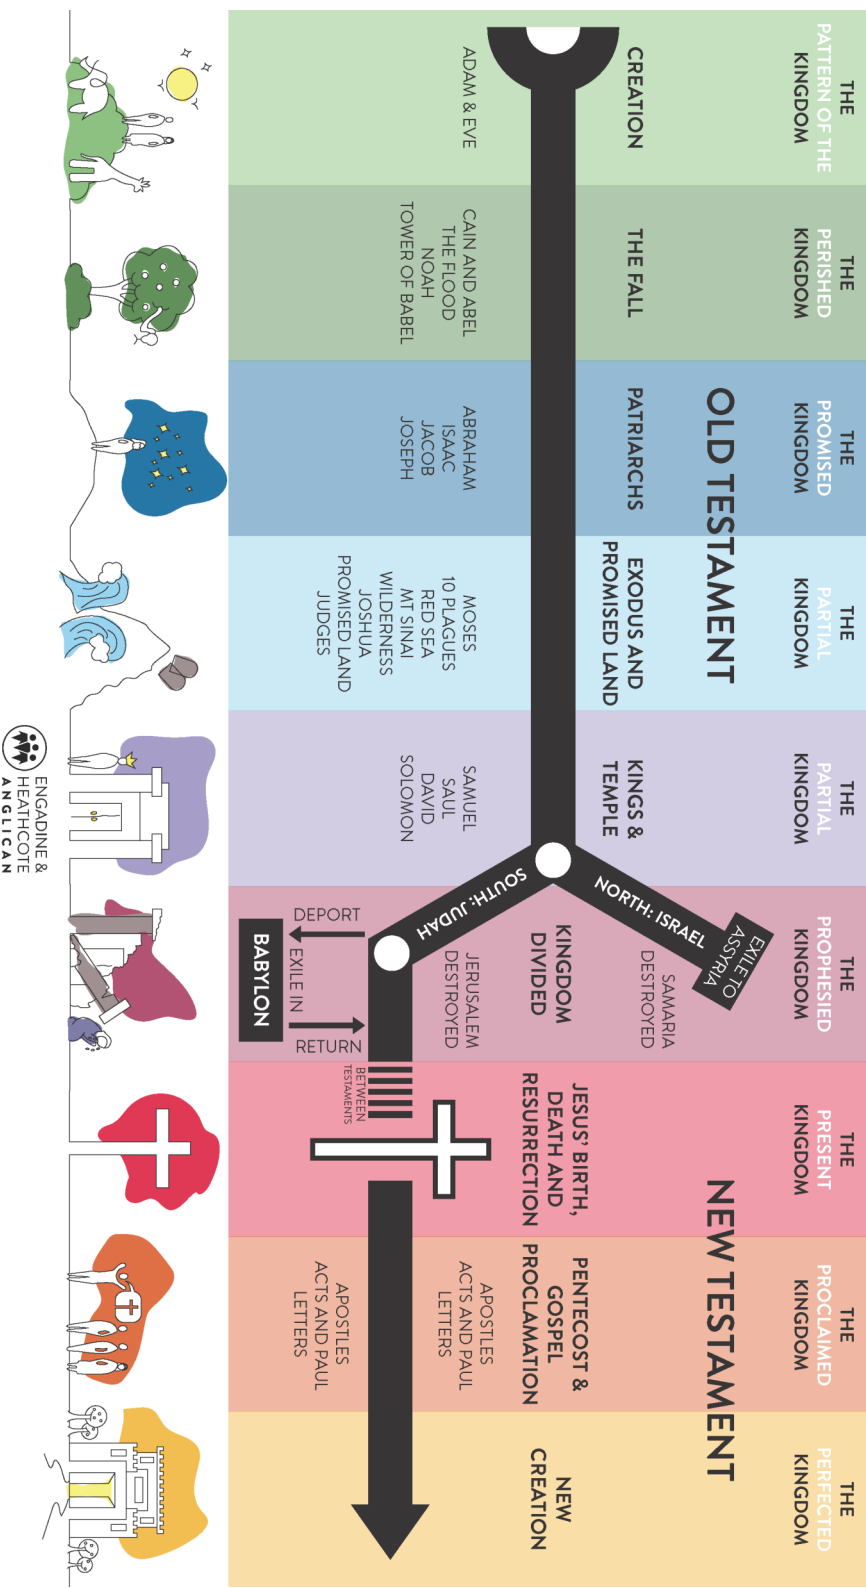 THE
PATTERN OF THE
KINGDOM
THE
PERISHED
KINGDOM
THE
PROMISED
KINGDOM
THE
PARTIAL
KINGDOM
THE
PARTIAL
KINGDOM
THE
PROPHESIED
KINGDOM
THE
PRESENT
KINGDOM
THE
PROCLAIMED
KINGDOM
THE
PERFECTED
KINGDOM
OLD TESTAMENT
NEW TESTAMENT
CREATION
ADAM & EVE
THE FALL
CAIN AND ABEL
THE FLOOD
NOAH
TOWER OF BABEL
PATRIARCHS
ABRAHAM
ISAAC
JACOB
JOSEPH
EXODUS AND
PROMISED LAND
MOSES
10 PLAGUES
RED SEA
MT SINAI
WILDERNESS
JOSHUA
PROMISED LAND
JUDGES
KINGS &
TEMPLE
SAMUEL
SAUL
DAVID
SOLOMON
NORTH: ISRAEL
EXILE TO
ASSYRIA
SAMARIA
DESTROYED
KINGDOM
DIVIDED
SOUTH: JUDAH
JERUSALEM
DESTROYED
DEPORT
EXILE IN
RETURN
BABYLON
BETWEEN
TESTAMENTS
JESUS' BIRTH,
DEATH AND
RESURRECTION
PENTECOST &
GOSPEL
PROCLAMATION
APOSTLES
ACTS AND PAUL
LETTERS
APOSTLES
ACTS AND PAUL
LETTERS
NEW
CREATION
ENGADINE &
HEATHCOTE
ANGLICAN